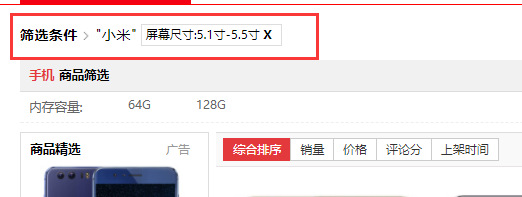 筛选条件 > "小米" 屏幕尺寸:5.1寸-5.5寸 X
手机 商品筛选
内存容量: 64G 128G
商品精选 广告
综合排序 销量 价格 评论分 上架时间